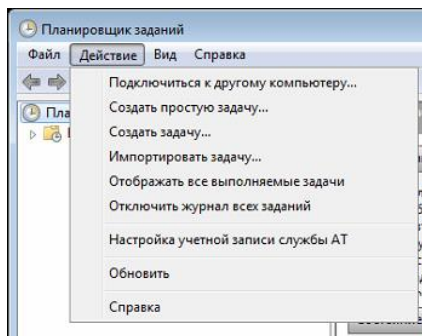 Планировщик заданий
Файл Действие Вид Справка
Подключиться к другому компьютеру...
Создать простую задачу...
Создать задачу...
Импортировать задачу...
Отображать все выполняемые задачи
Отключить журнал всех заданий
Настройка учетной записи службы AT
Обновить
Справка